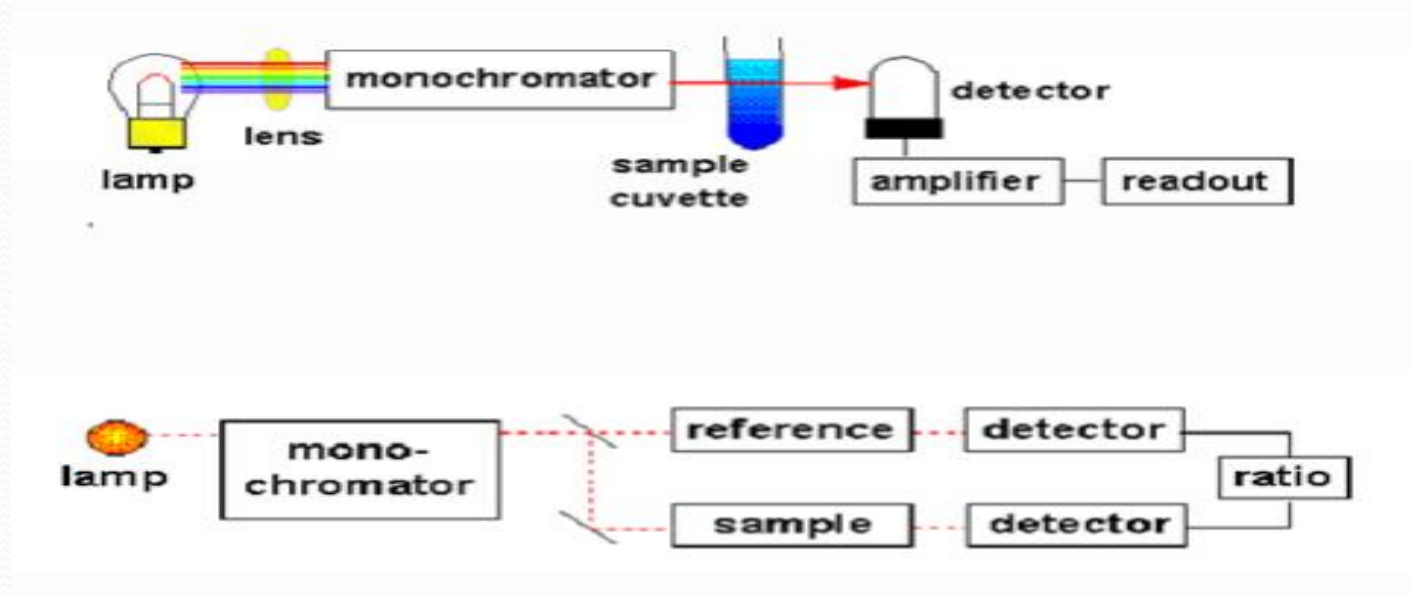 monochromator
detector
lens
lamp
sample
cuvette
amplifier
readout
lamp
mono-
chromator
reference
detector
ratio
sample
detector